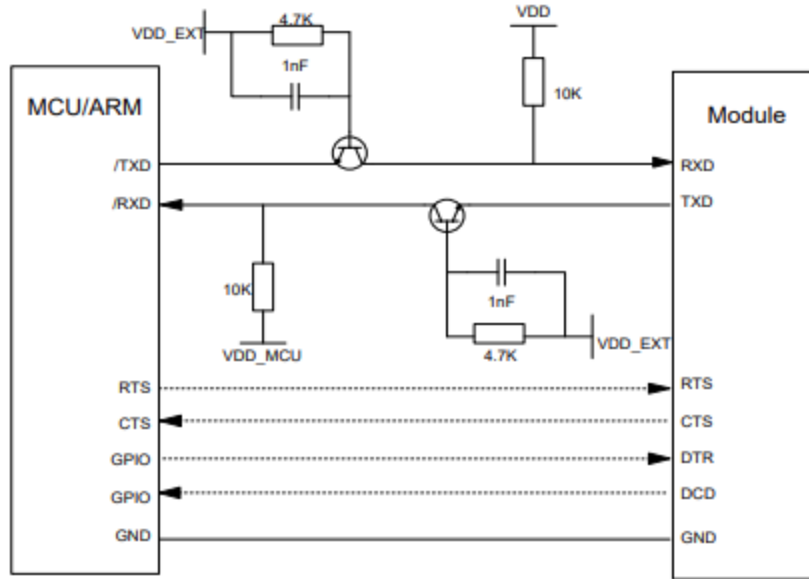 4.7K
VDD_EXT
VDD
1nF
10K
MCU/ARM
Module
/TXD
RXD
/RXD
TXD
10K
1nF
VDD_MCU
4.7K
VDD_EXT
RTS
RTS
CTS
CTS
GPIO
DTR
GPIO
DCD
GND
GND